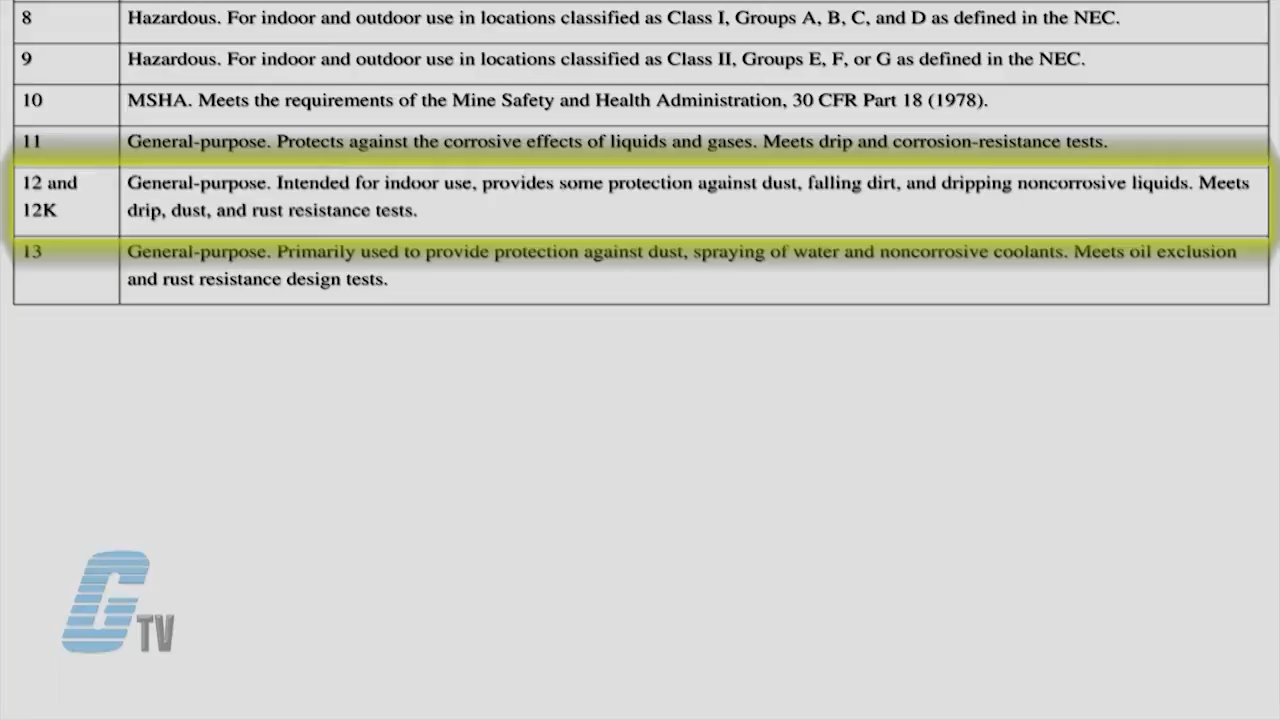 8 Hazardous. For indoor and outdoor use in locations classified as Class I, Groups A, B, C, and D as defined in the NEC.
9 Hazardous. For indoor and outdoor use in locations classified as Class II, Groups E, F, or G as defined in the NEC.
10 MSHA. Meets the requirements of the Mine Safety and Health Administration, 30 CFR Part 18 (1978).
11 General-purpose. Protects against the corrosive effects of liquids and gases. Meets drip and corrosion-resistance tests.
12 and General-purpose. Intended for indoor use, provides some protection against dust, falling dirt, and dripping noncorrosive liquids. Meets
12K drip, dust, and rust resistance tests.
13 General-purpose. Primarily used to provide protection against dust, spraying of water and noncorrosive coolants. Meets oil exclusion
and rust resistance design tests.
G TV